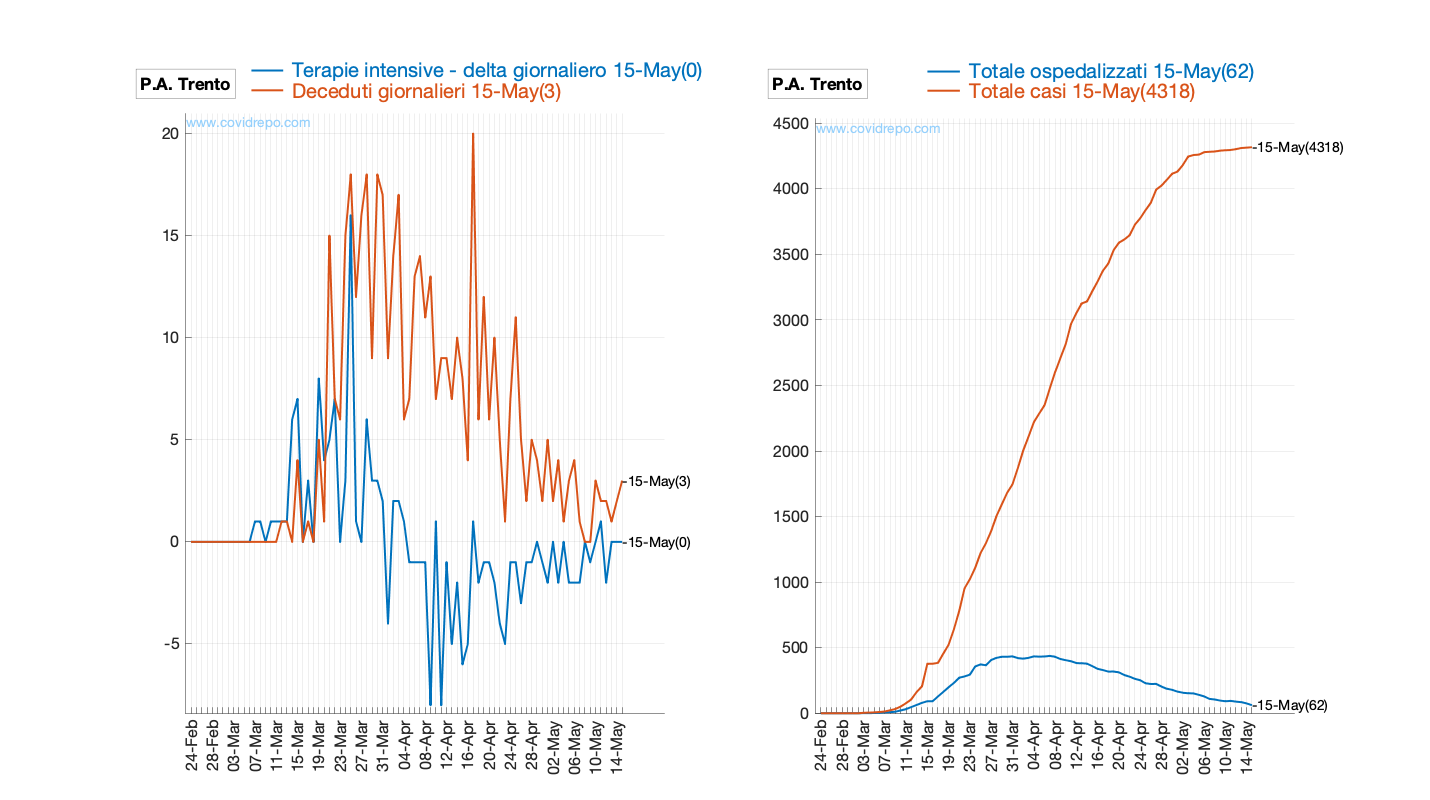 P.A. Trento
Terapie intensive - delta giornaliero 15-May(0)
Deceduti giornalieri 15-May(3)
www.covidrepo.com
20
15
10
5
0
-5
-15-May(3)
-15-May(0)
24-Feb
28-Feb
03-Mar
07-Mar
11-Mar
15-Mar
19-Mar
23-Mar
27-Mar
31-Mar
04-Apr
08-Apr
12-Apr
16-Apr
20-Apr
24-Apr
28-Apr
02-May
06-May
10-May
14-May
P.A. Trento
Totale ospedalizzati 15-May(62)
Totale casi 15-May(4318)
www.covidrepo.com
4500
4000
3500
3000
2500
2000
1500
1000
500
0
-15-May(4318)
-15-May(62)
24-Feb
28-Feb
03-Mar
07-Mar
11-Mar
15-Mar
19-Mar
23-Mar
27-Mar
31-Mar
04-Apr
08-Apr
12-Apr
16-Apr
20-Apr
24-Apr
28-Apr
02-May
06-May
10-May
14-May